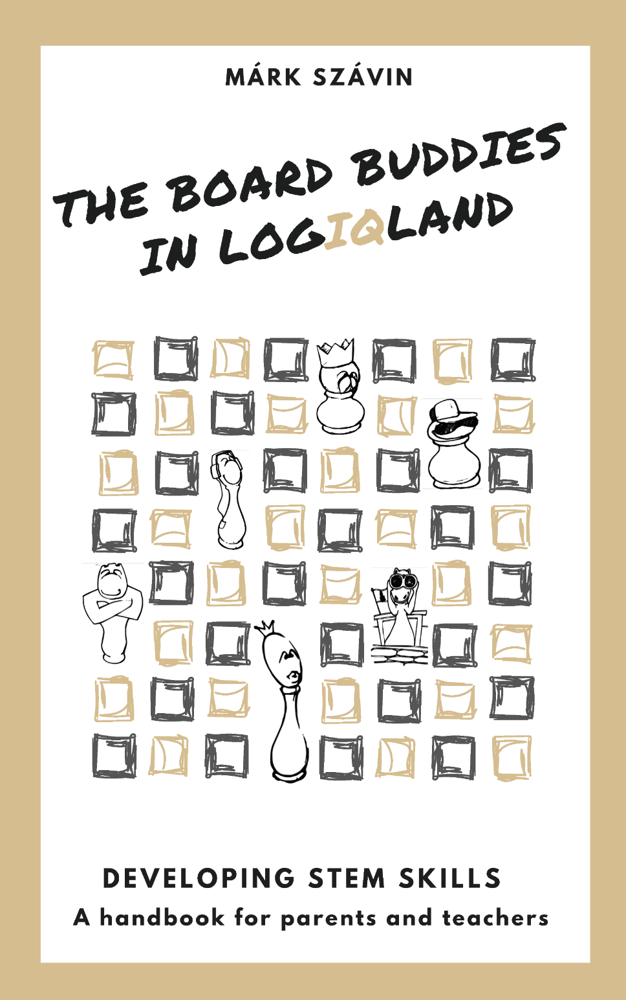 MÁRK SZÁVIN
THE BOARD BUDDIES
IN LOGIQLAND
DEVELOPING STEM SKILLS
A handbook for parents and teachers